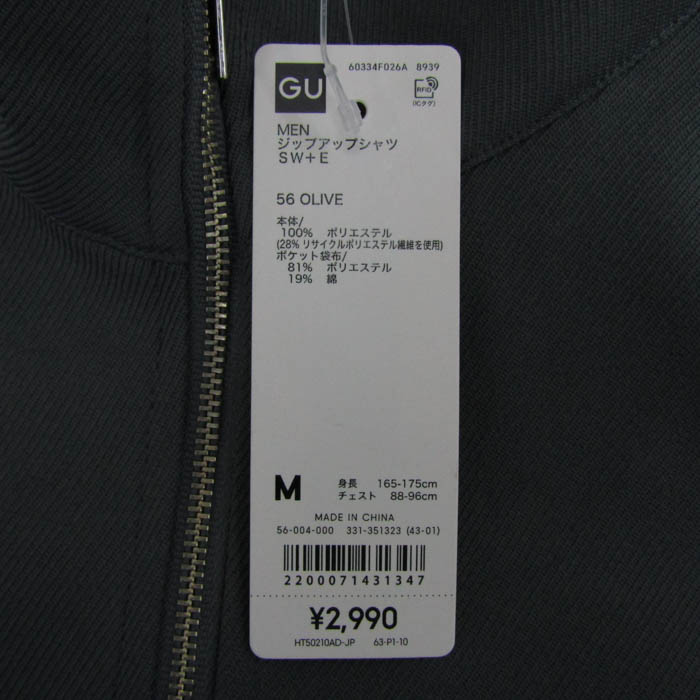 60334F026A 8939
GU
RFID
(ICタグ)
MEN
ジップアップシャツ
SW+E
56 OLIVE
本体/
100% ポリエステル
(28% リサイクルポリエステル繊維を使用)
ポケット袋布/
81% ポリエステル
19% 綿
M 身長 165-175cm
チェスト 88-96cm
MADE IN CHINA
56-004-000 331-351323 (43-01)
2200071431347
¥2,990
HT50210AD-JP 63-P1-10